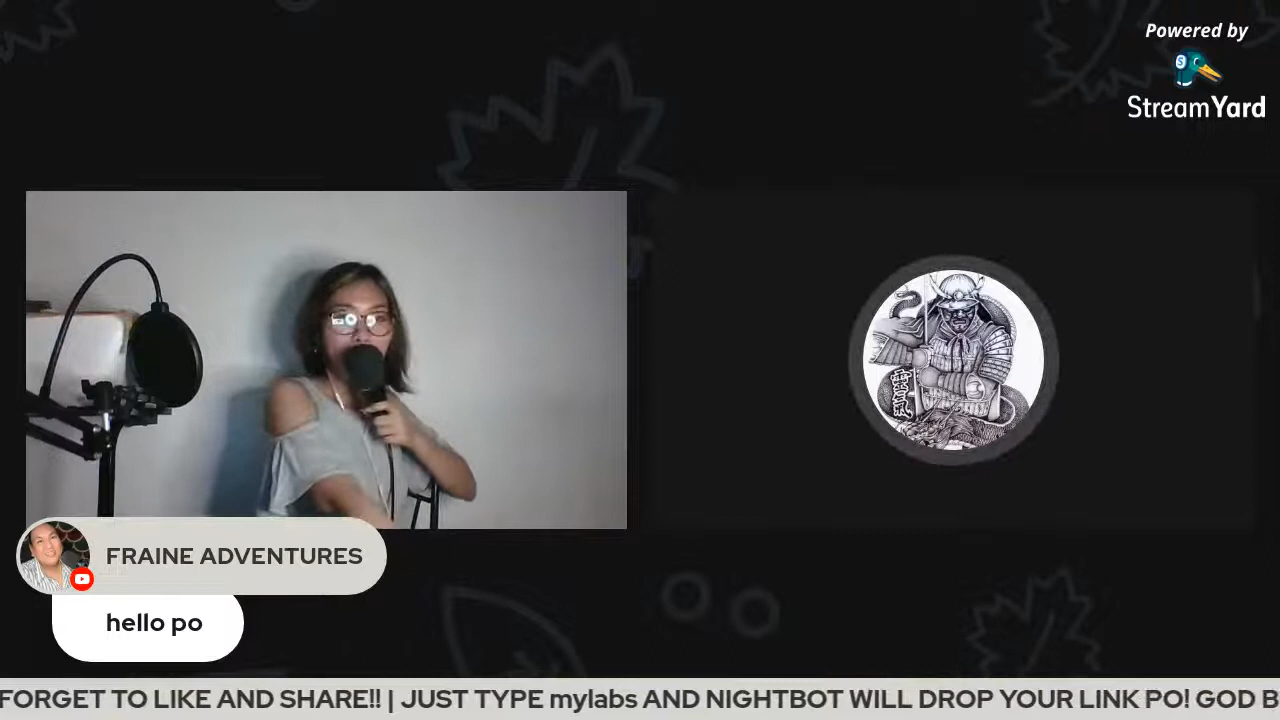 Powered by
StreamYard
FRAINE ADVENTURES
hello po
FORGET TO LIKE AND SHARE!! | JUST TYPE mylabs AND NIGHTBOT WILL DROP YOUR LINK PO! GOD B